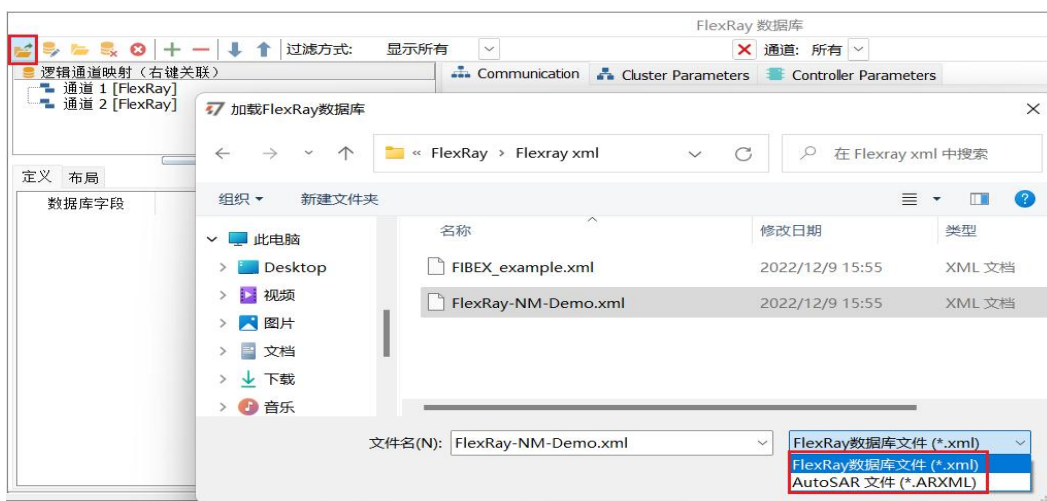 FlexRay 数据库
过滤方式: 显示所有 通道: 所有
逻辑通道映射（右键关联）
通道 1 [FlexRay]
通道 2 [FlexRay]
Communication Cluster Parameters Controller Parameters
定义 布局
数据库字段
加载FlexRay数据库
« FlexRay › Flexray xml 在 Flexray xml 中搜索
组织 新建文件夹
名称 修改日期 类型
此电脑
Desktop
视频
图片
文档
下载
音乐
FIBEX_example.xml 2022/12/9 15:55 XML 文档
FlexRay-NM-Demo.xml 2022/12/9 15:55 XML 文档
文件名(N): FlexRay-NM-Demo.xml FlexRay数据库文件 (*.xml)
FlexRay数据库文件 (*.xml)
AutoSAR 文件 (*.ARXML)